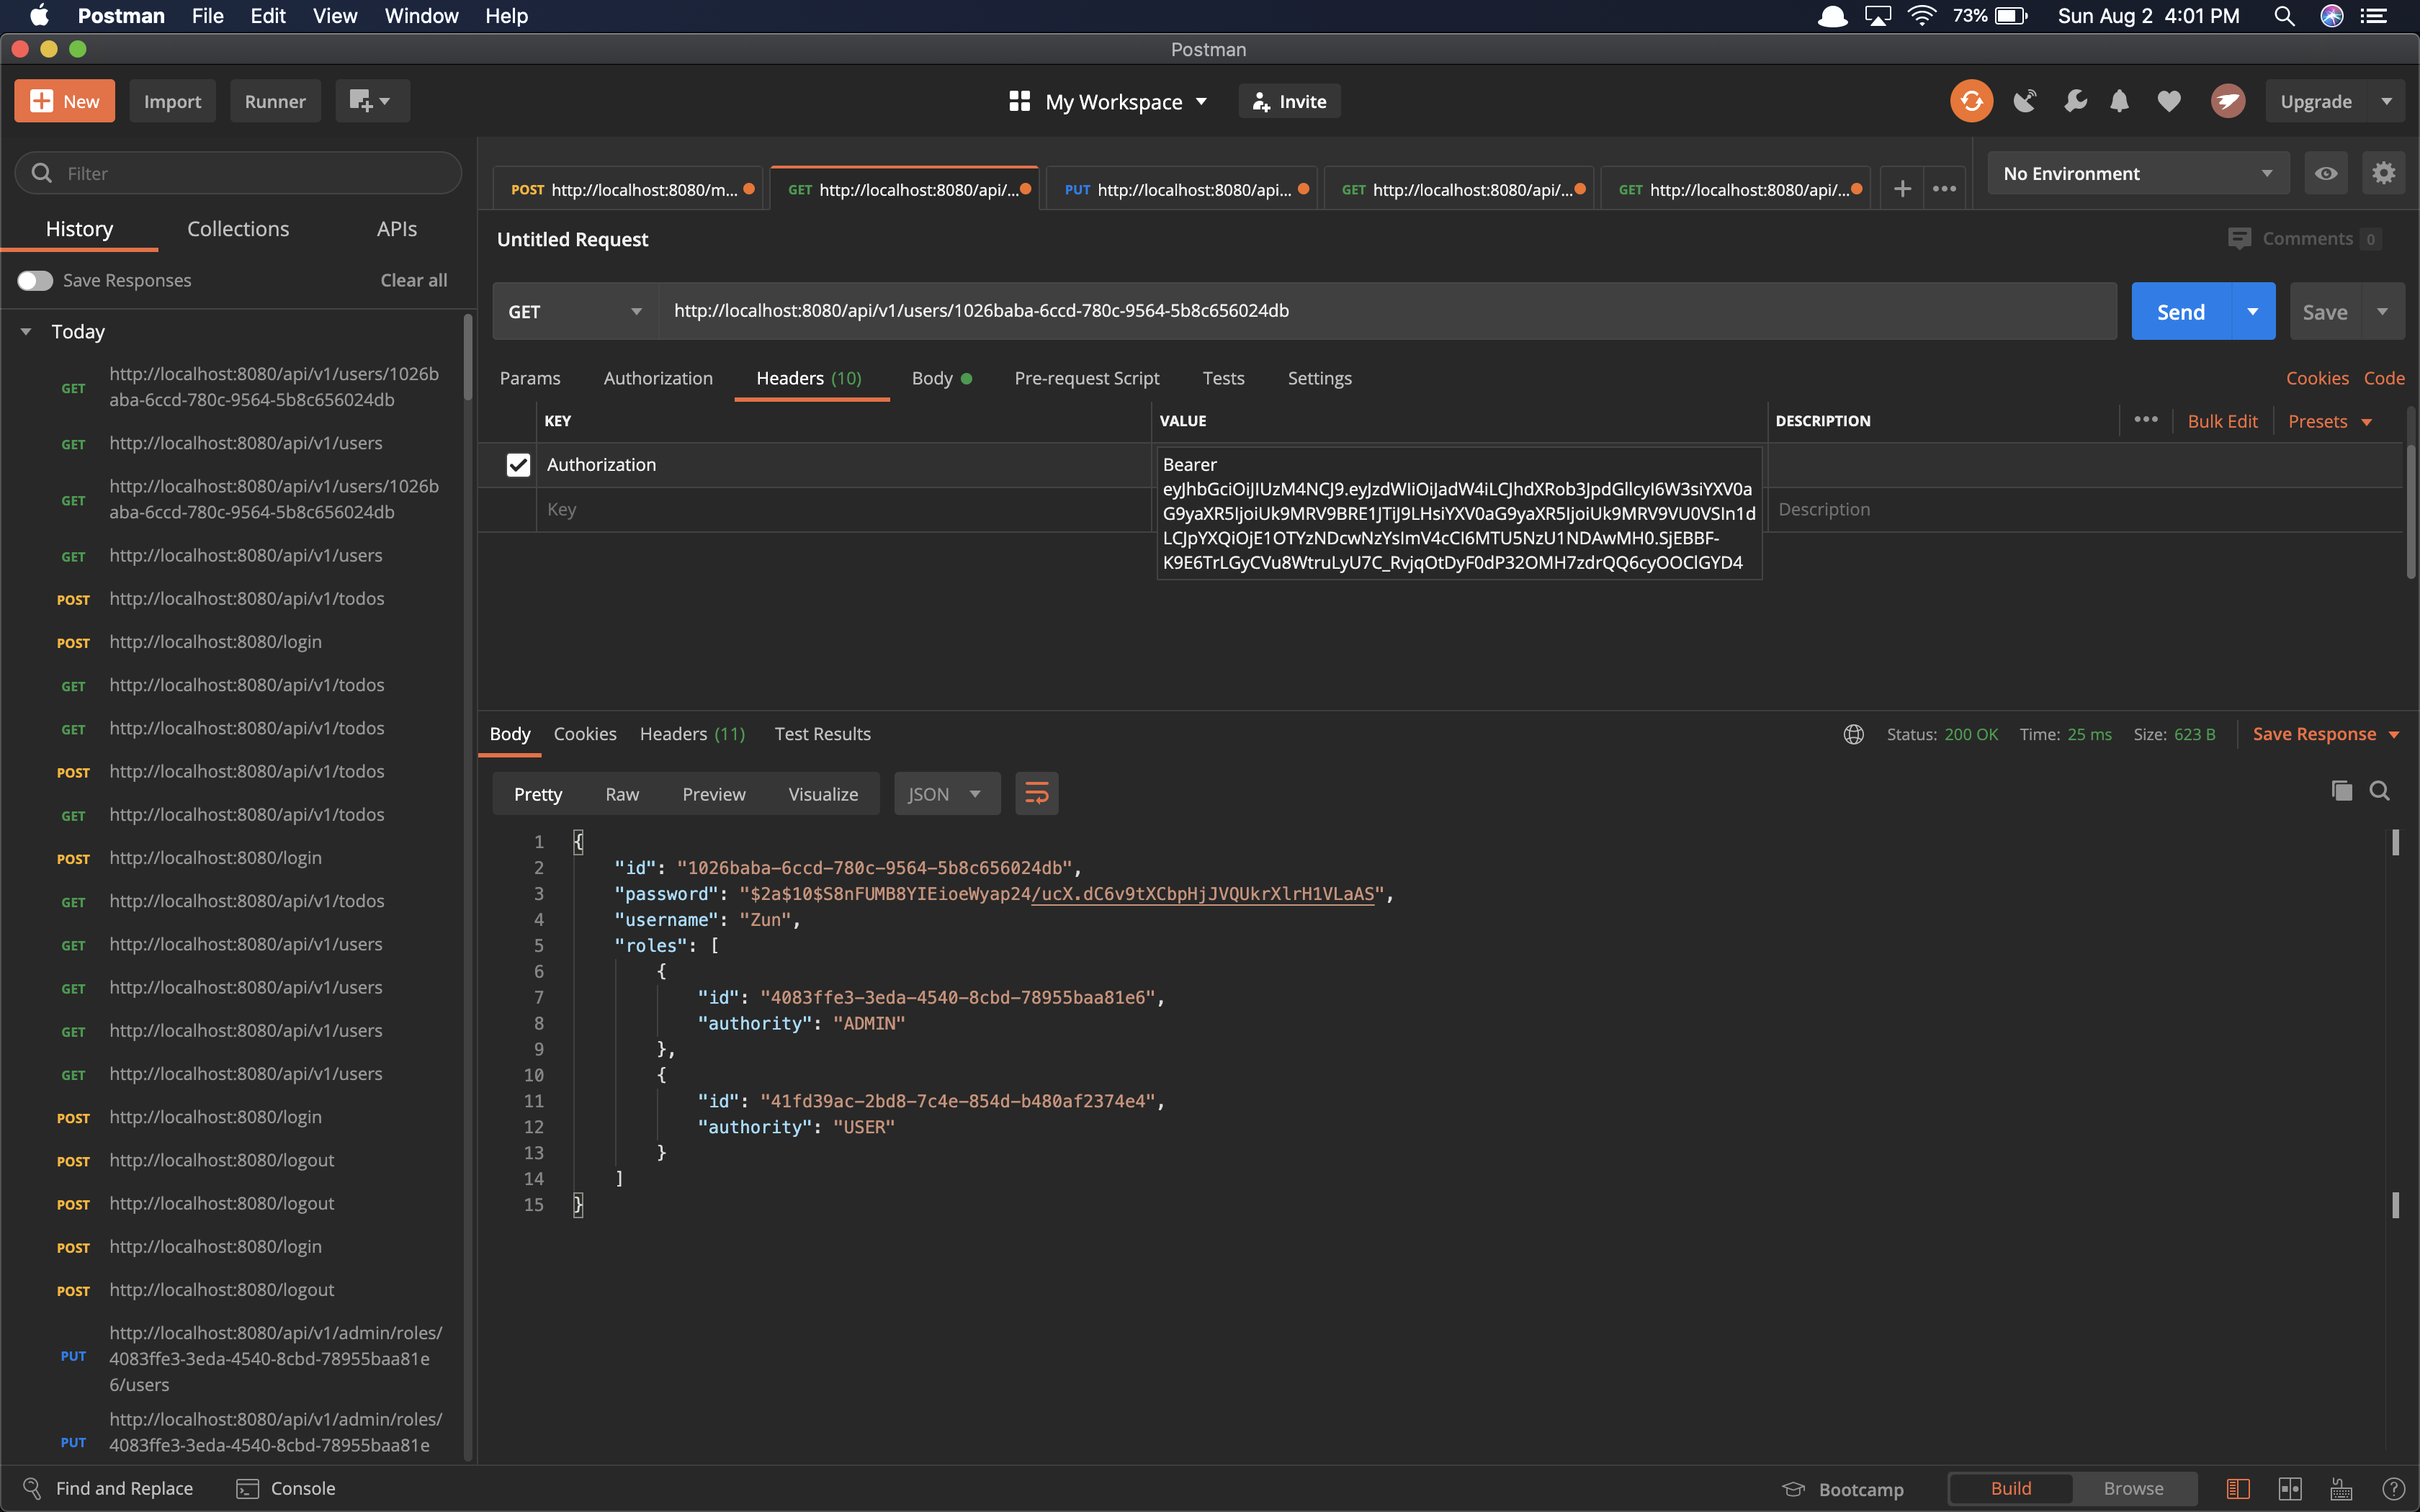 Postman File Edit View Window Help 73% Sun Aug 2 4:01 PM
Postman
New Import Runner My Workspace Invite Upgrade
Filter
History Collections APIs
Save Responses Clear all
Today
GET http://localhost:8080/api/v1/users/1026b
aba-6ccd-780c-9564-5b8c656024db
GET http://localhost:8080/api/v1/users
GET http://localhost:8080/api/v1/users/1026b
aba-6ccd-780c-9564-5b8c656024db
GET http://localhost:8080/api/v1/users
POST http://localhost:8080/api/v1/todos
POST http://localhost:8080/login
GET http://localhost:8080/api/v1/todos
GET http://localhost:8080/api/v1/todos
POST http://localhost:8080/api/v1/todos
GET http://localhost:8080/api/v1/todos
POST http://localhost:8080/login
GET http://localhost:8080/api/v1/todos
GET http://localhost:8080/api/v1/users
GET http://localhost:8080/api/v1/users
GET http://localhost:8080/api/v1/users
GET http://localhost:8080/api/v1/users
POST http://localhost:8080/login
POST http://localhost:8080/logout
POST http://localhost:8080/logout
POST http://localhost:8080/login
POST http://localhost:8080/logout
PUT http://localhost:8080/api/v1/admin/roles/
4083ffe3-3eda-4540-8cbd-78955baa81e
6/users
PUT http://localhost:8080/api/v1/admin/roles/
4083ffe3-3eda-4540-8cbd-78955baa81e
POST http://localhost:8080/m... GET http://localhost:8080/api/... PUT http://localhost:8080/api... GET http://localhost:8080/api/... GET http://localhost:8080/api/... No Environment
Untitled Request Comments 0
GET http://localhost:8080/api/v1/users/1026baba-6ccd-780c-9564-5b8c656024db Send Save
Params Authorization Headers (10) Body Pre-request Script Tests Settings Cookies Code
KEY VALUE DESCRIPTION Bulk Edit Presets
Authorization Bearer
eyJhbGciOiJIUzM4NCJ9.eyJzdWIiOiJadW4iLCJhdXRob3JpdGllcyI6W3siYXV0a
G9yaXR5IjoiUk9MRV9BRE1JTiJ9LHsiYXV0aG9yaXR5IjoiUk9MRV9VU0VSIn1d
LCJpYXQiOjE1OTYzNDcwNzYsImV4cCI6MTU5NzU1NDAwMH0.SjEBBF-
K9E6TrLGyCVu8WtruLyU7C_RvjqOtDyF0dP32OMH7zdrQQ6cyOOClGYD4
Key Description
Body Cookies Headers (11) Test Results Status: 200 OK Time: 25 ms Size: 623 B Save Response
Pretty Raw Preview Visualize JSON
1 {
2 "id": "1026baba-6ccd-780c-9564-5b8c656024db",
3 "password": "$2a$10$S8nFUMB8YIEioeWyap24/ucX.dC6v9tXCbpHjJVQUkrXlrH1VLaAS",
4 "username": "Zun",
5 "roles": [
6 {
7 "id": "4083ffe3-3eda-4540-8cbd-78955baa81e6",
8 "authority": "ADMIN"
9 },
10 {
11 "id": "41fd39ac-2bd8-7c4e-854d-b480af2374e4",
12 "authority": "USER"
13 }
14 ]
15 }
Find and Replace Console Bootcamp Build Browse